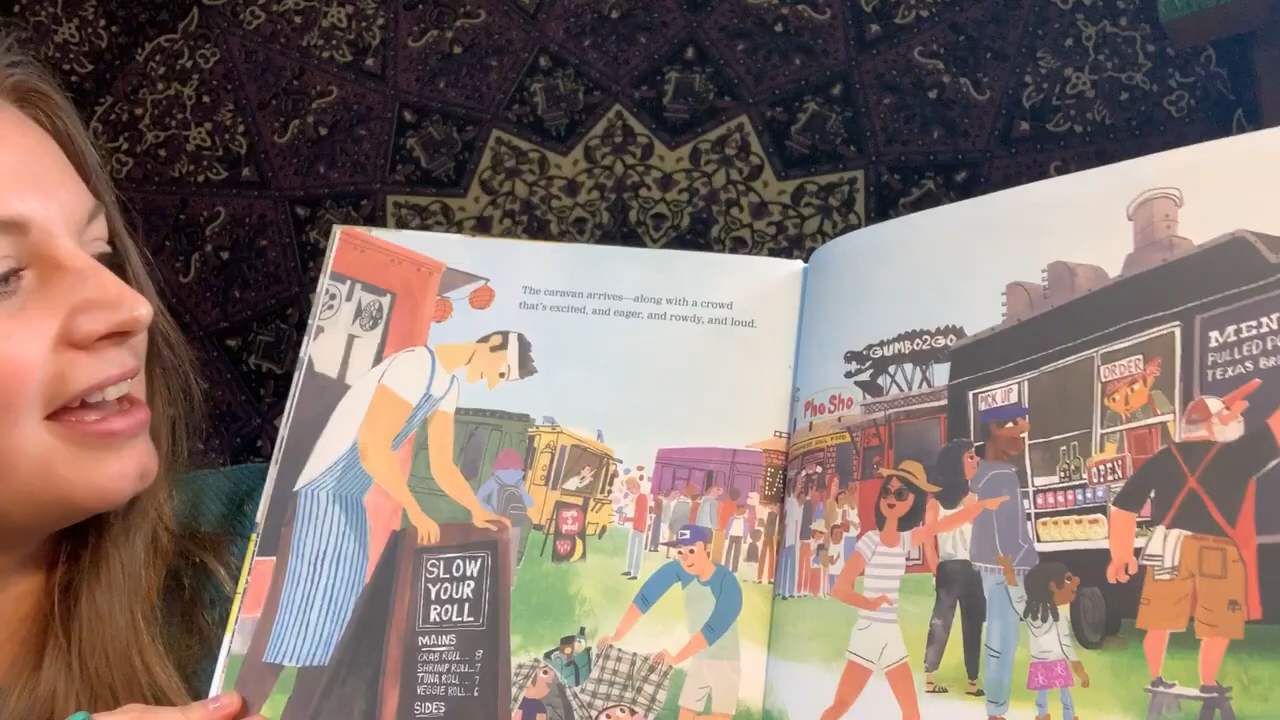 The caravan arrives—along with a crowd
that's excited, and eager, and rowdy, and loud.
SLOW
YOUR
ROLL
MAINS
CRAB ROLL... 8
SHRIMP ROLL..7
TUNA ROLL ... 7
VEGGIE ROLL.. 6
SIDES
GUMBO2GO
Pho Sho
PICK UP
ORDER
OPEN
MEN
PULLED PO
TEXAS BR